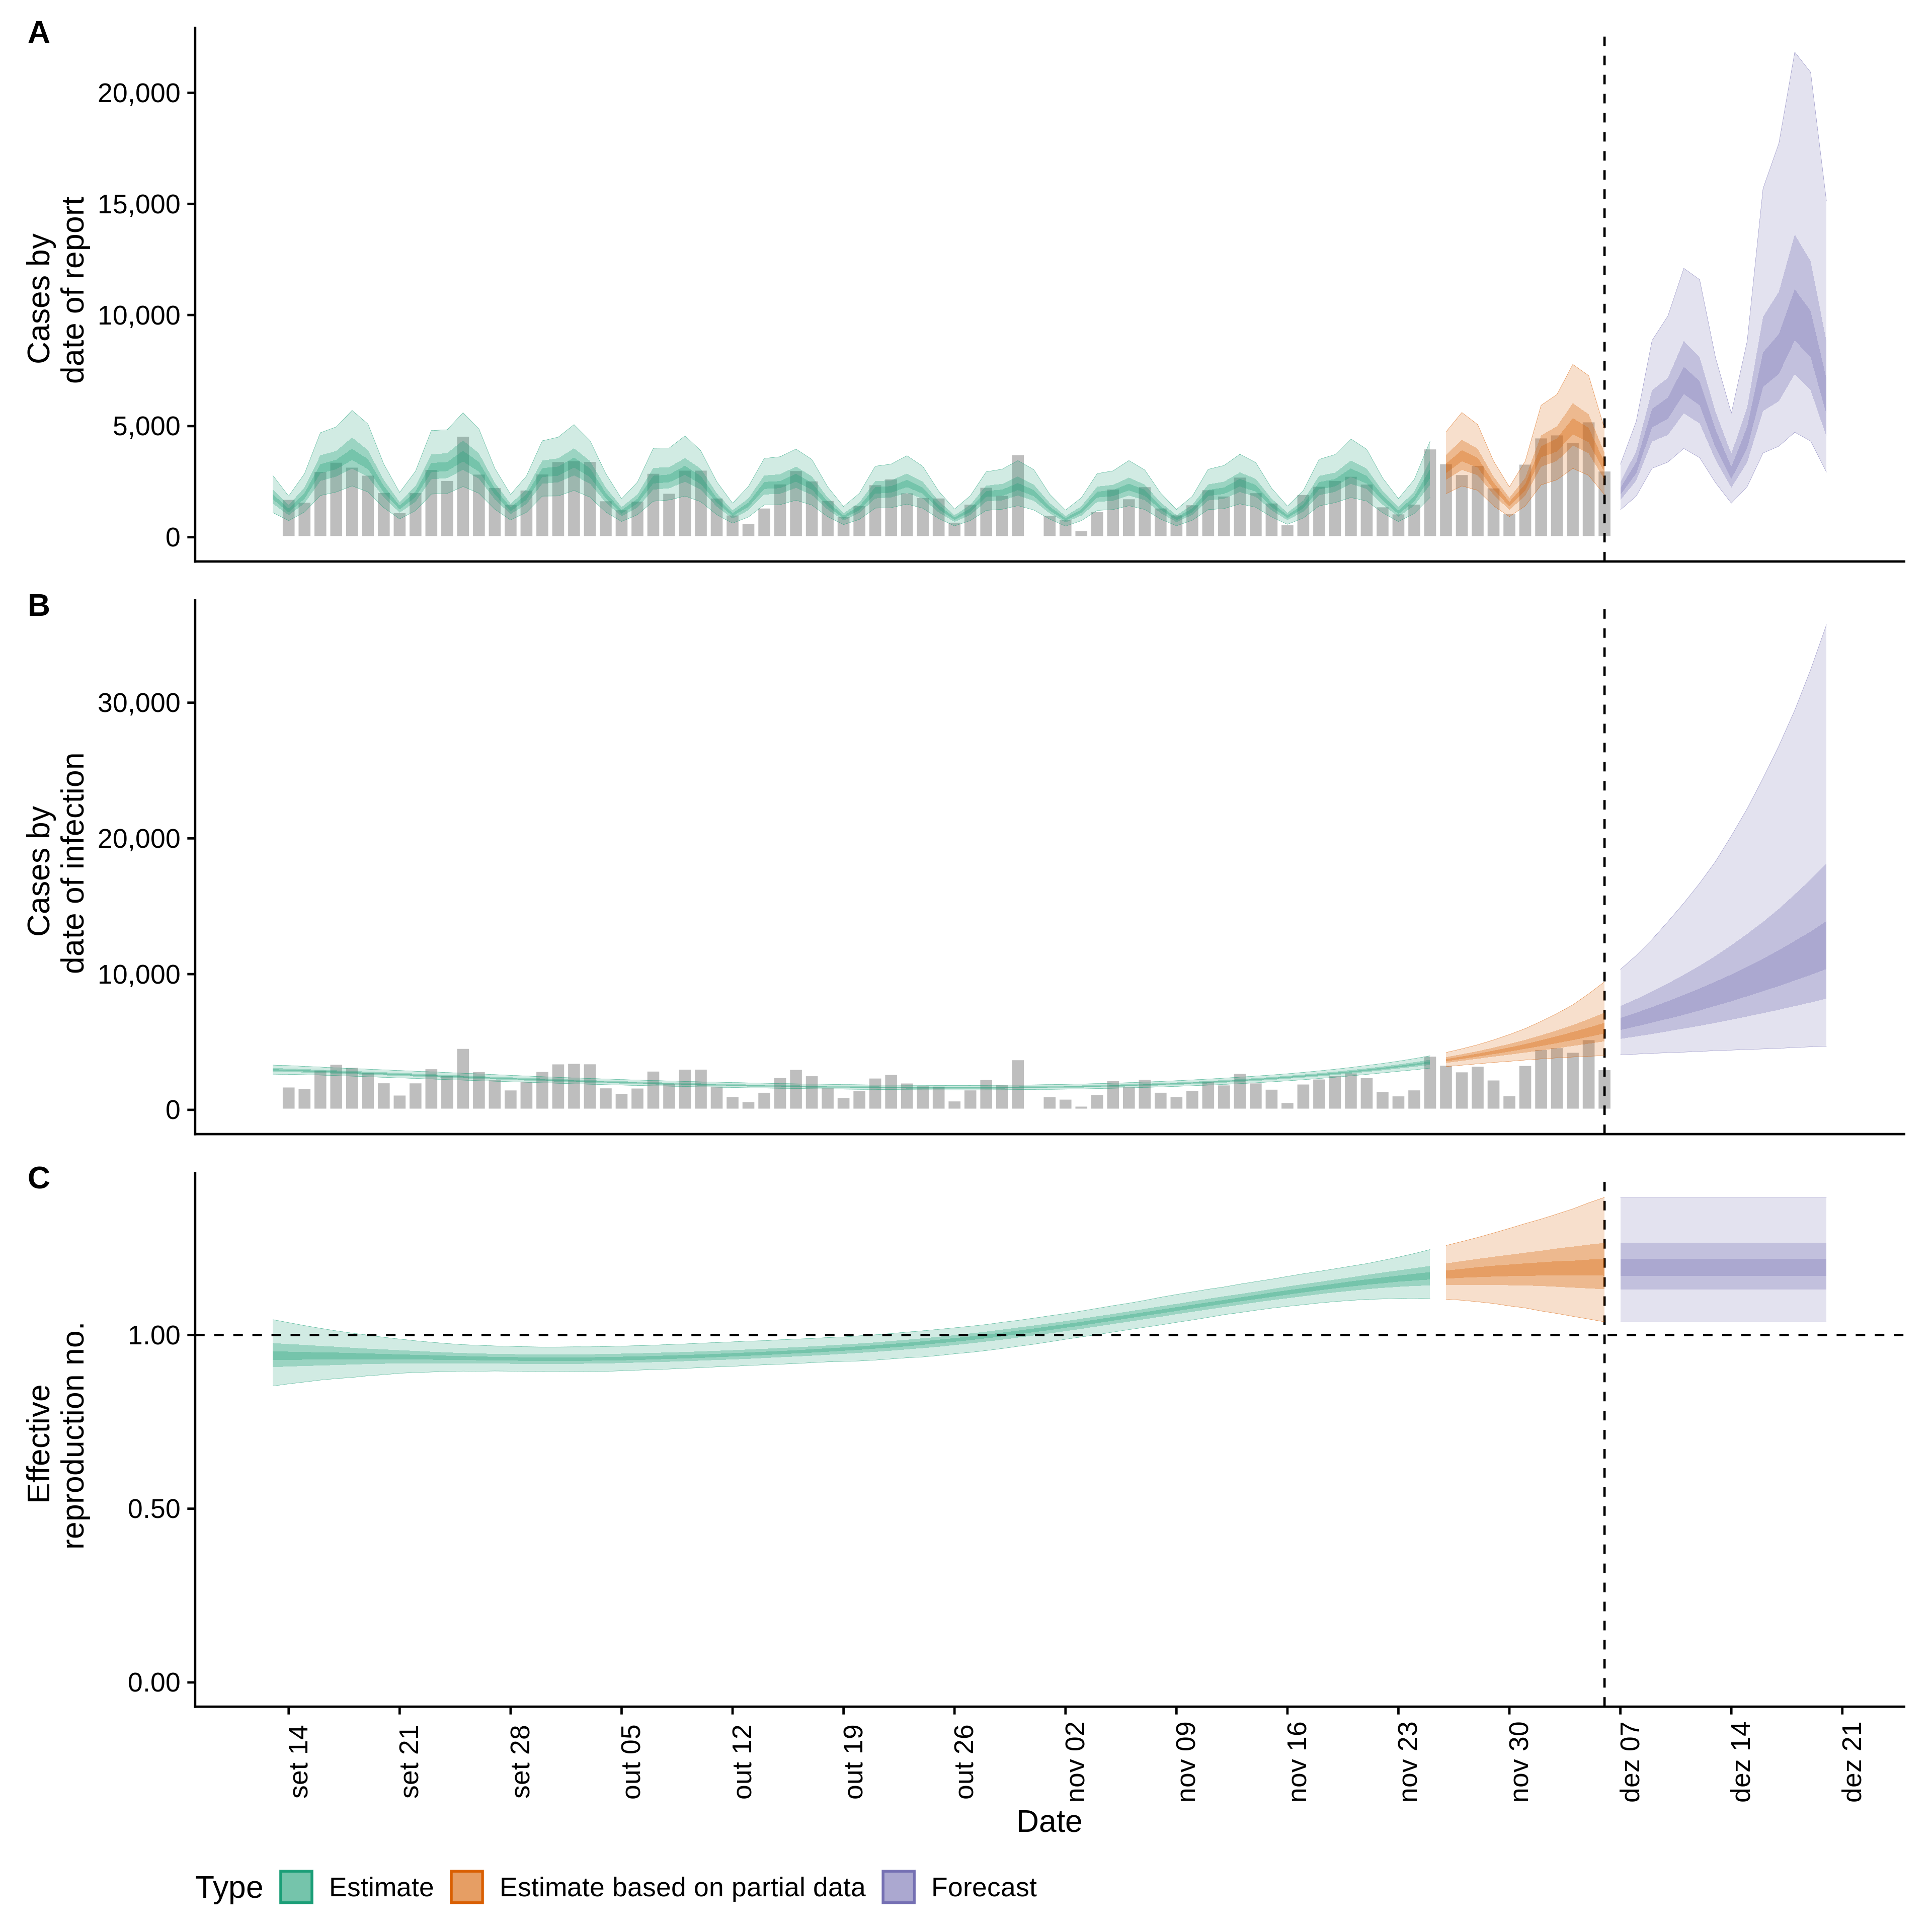 A
Cases by
date of report
20,000
15,000
10,000
5,000
0
B
Cases by
date of infection
30,000
20,000
10,000
0
C
Effective
reproduction no.
1.00
0.50
0.00
set 14
set 21
set 28
out 05
out 12
out 19
out 26
nov 02
nov 09
nov 16
nov 23
nov 30
dez 07
dez 14
dez 21
Date
Type Estimate Estimate based on partial data Forecast